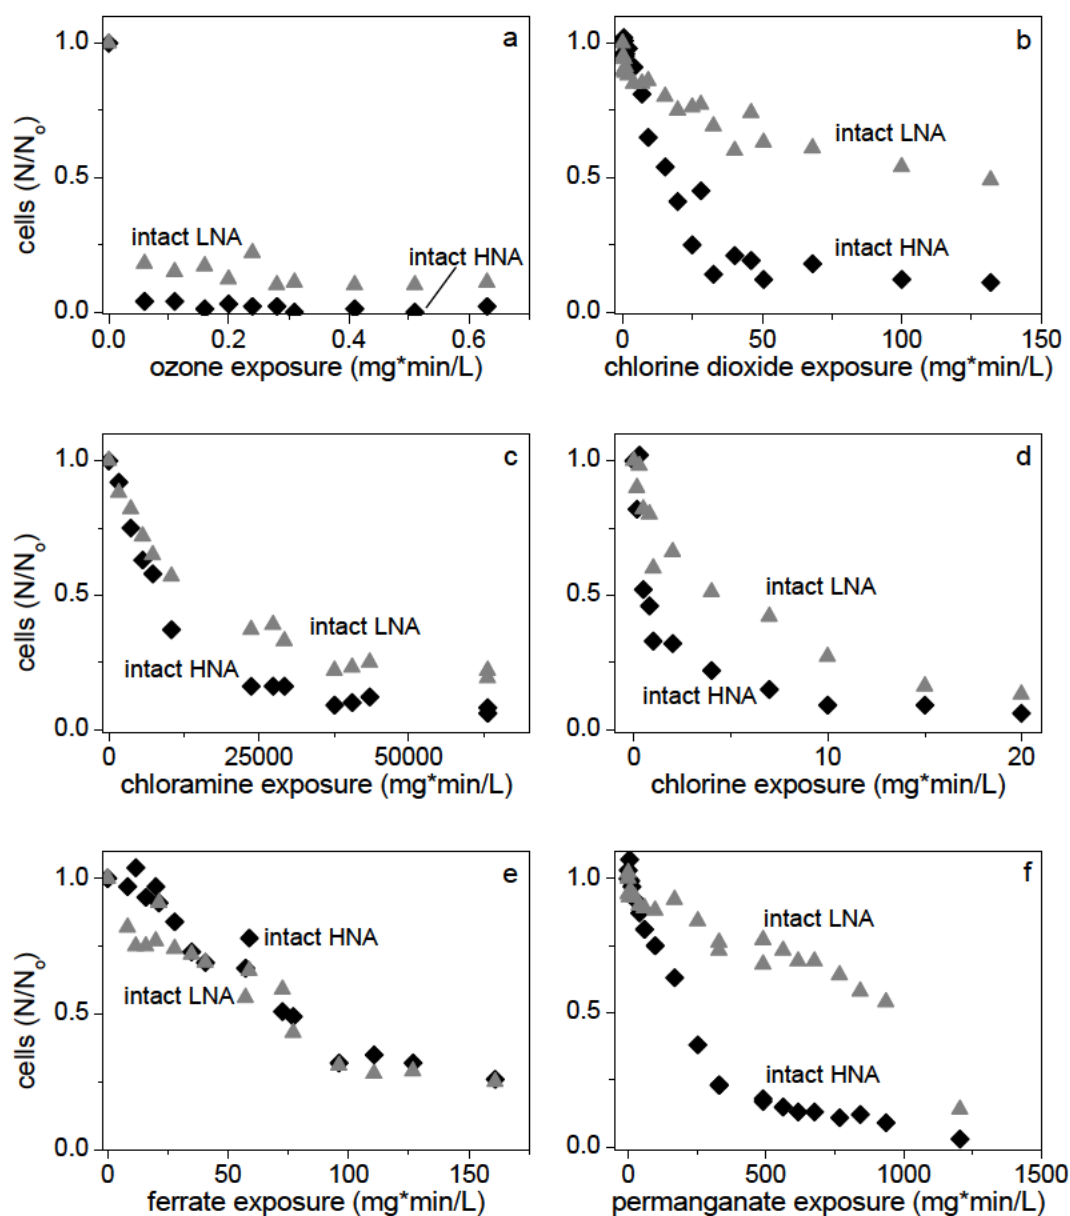 a
1.0
0.5
0.0
cells (N/No)
intact LNA
intact HNA
0.0 0.2 0.4 0.6
ozone exposure (mg*min/L)
b
1.0
0.5
0.0
intact LNA
intact HNA
0 50 100 150
chlorine dioxide exposure (mg*min/L)
c
1.0
0.5
0.0
cells (N/No)
intact LNA
intact HNA
0 25000 50000
chloramine exposure (mg*min/L)
d
1.0
0.5
0.0
intact LNA
intact HNA
0 10 20
chlorine exposure (mg*min/L)
e
1.0
0.5
0.0
cells (N/No)
intact HNA
intact LNA
0 50 100 150
ferrate exposure (mg*min/L)
f
1.0
0.5
0.0
intact LNA
intact HNA
0 500 1000 1500
permanganate exposure (mg*min/L)